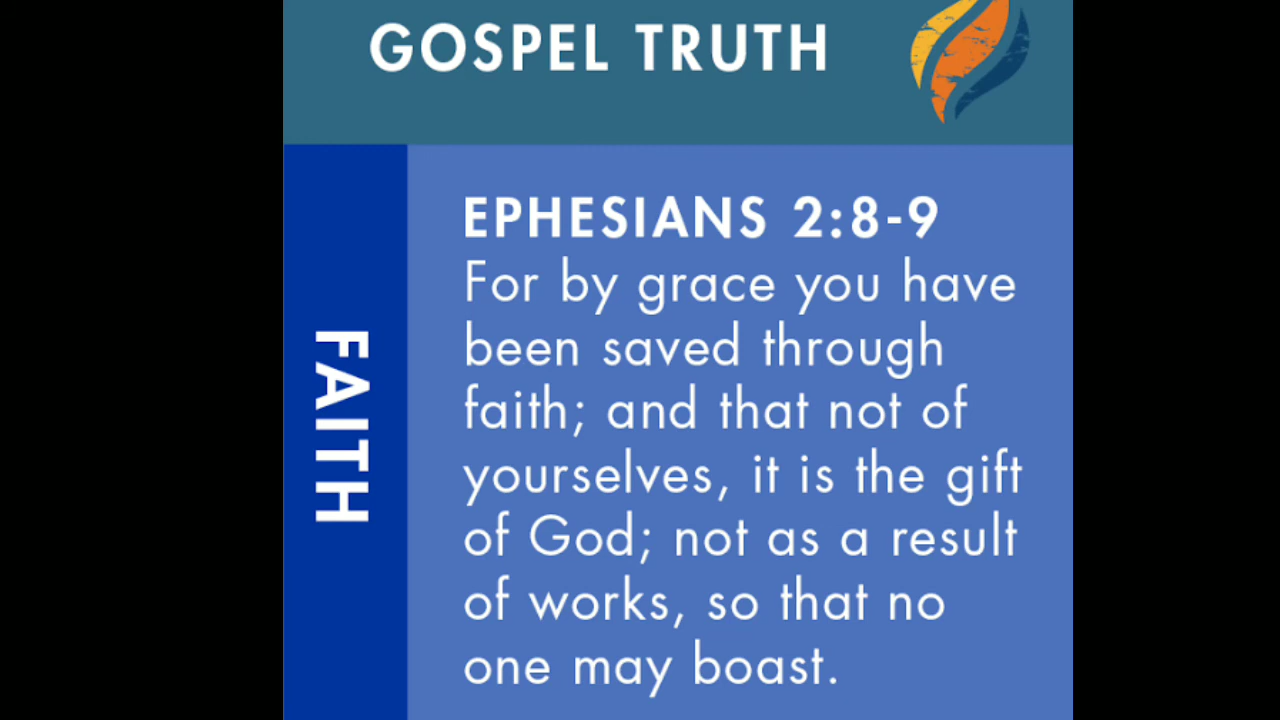 GOSPEL TRUTH
FAITH
EPHESIANS 2:8-9
For by grace you have
been saved through
faith; and that not of
yourselves, it is the gift
of God; not as a result
of works, so that no
one may boast.